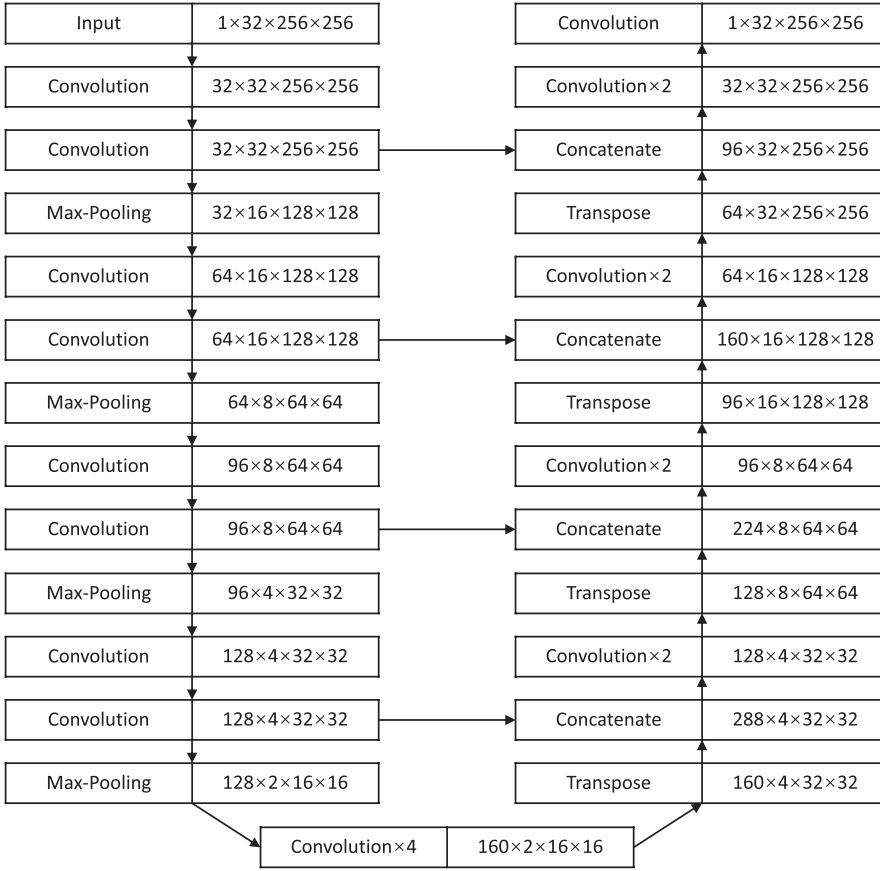 Input 1×32×256×256
Convolution 32×32×256×256
Convolution 32×32×256×256
Max-Pooling 32×16×128×128
Convolution 64×16×128×128
Convolution 64×16×128×128
Max-Pooling 64×8×64×64
Convolution 96×8×64×64
Convolution 96×8×64×64
Max-Pooling 96×4×32×32
Convolution 128×4×32×32
Convolution 128×4×32×32
Max-Pooling 128×2×16×16
Convolution×4 160×2×16×16
Convolution 1×32×256×256
Convolution×2 32×32×256×256
Concatenate 96×32×256×256
Transpose 64×32×256×256
Convolution×2 64×16×128×128
Concatenate 160×16×128×128
Transpose 96×16×128×128
Convolution×2 96×8×64×64
Concatenate 224×8×64×64
Transpose 128×8×64×64
Convolution×2 128×4×32×32
Concatenate 288×4×32×32
Transpose 160×4×32×32